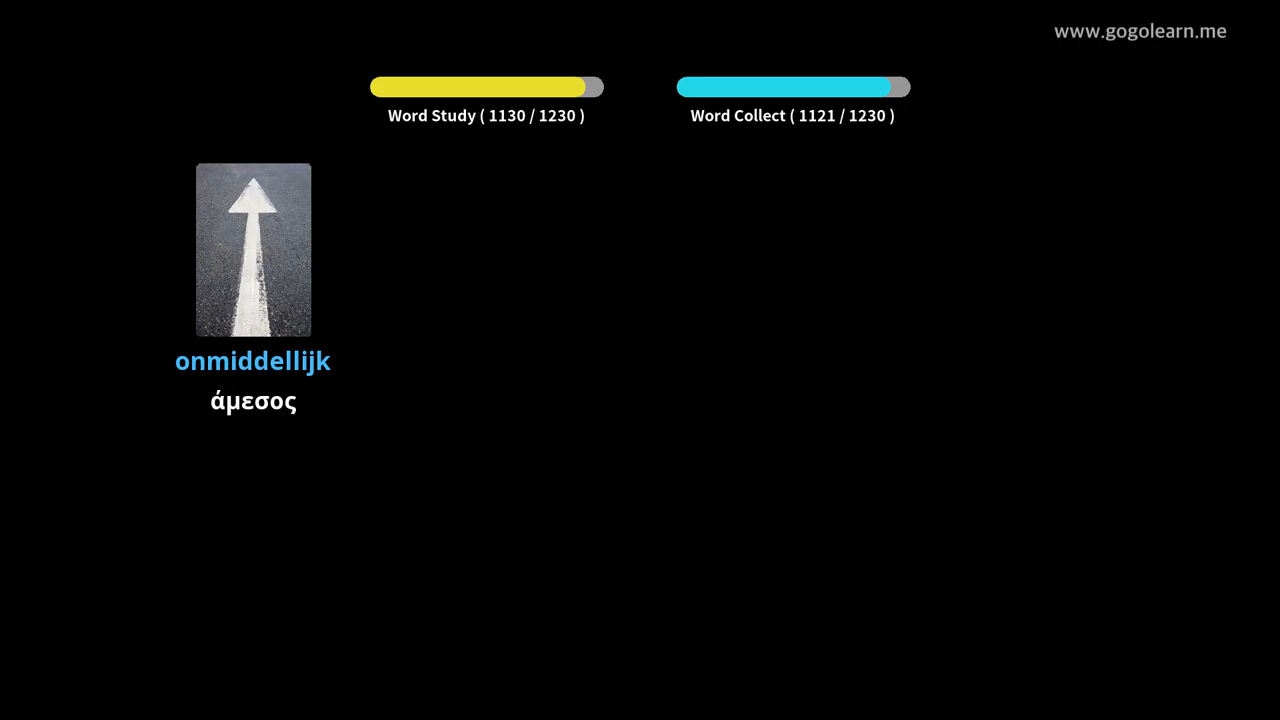 www.gogolearn.me
Word Study ( 1130 / 1230 )
Word Collect ( 1121 / 1230 )
onmiddellijk
άμεσος